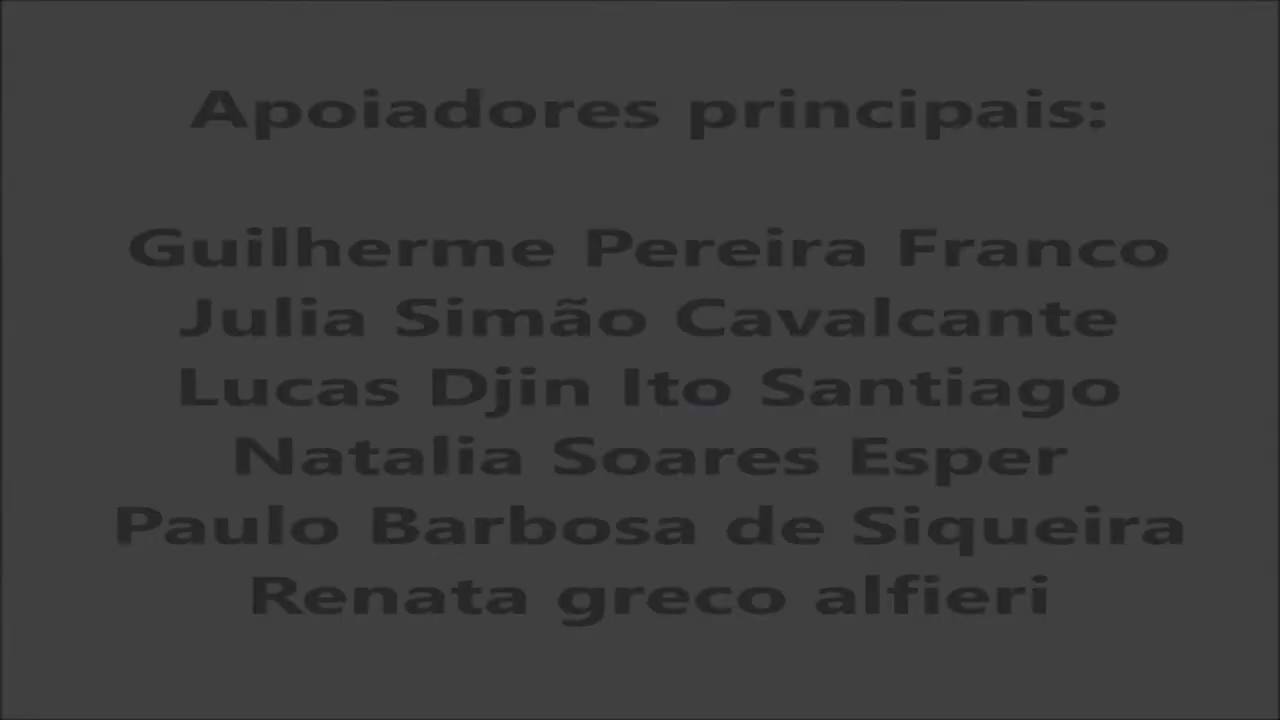 Apoiadores principais:
Guilherme Pereira Franco
Julia Simão Cavalcante
Lucas Djin Ito Santiago
Natalia Soares Esper
Paulo Barbosa de Siqueira
Renata greco alfieri